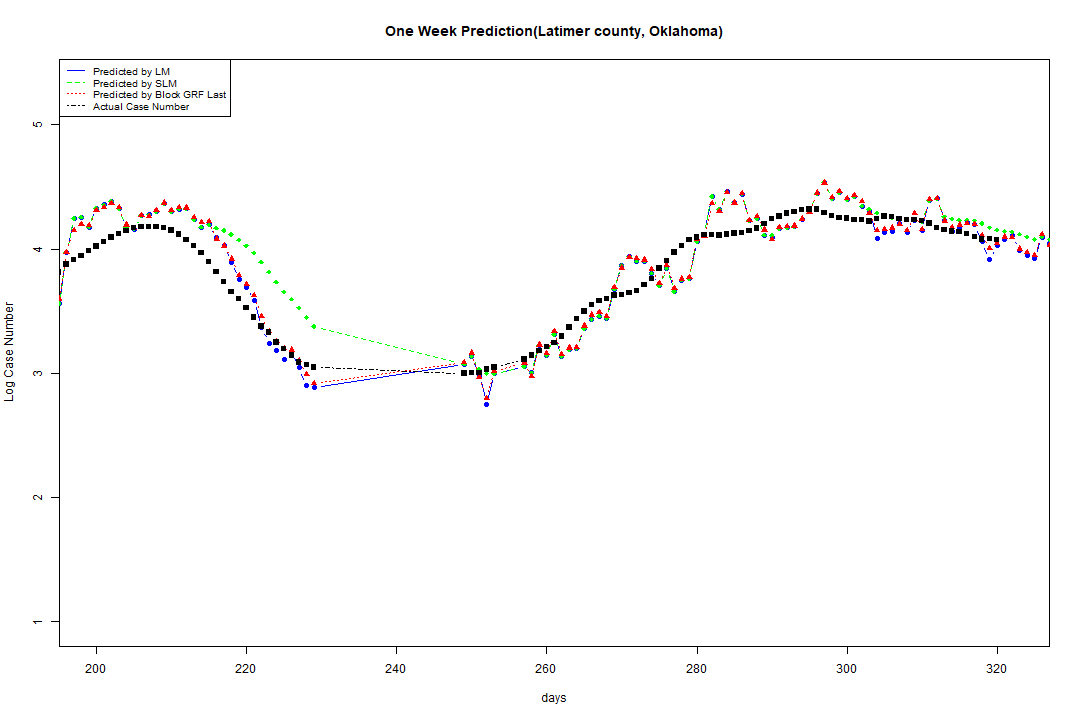 One Week Prediction(Latimer county, Oklahoma)
Predicted by LM
Predicted by SLM
Predicted by Block GRF Last
Actual Case Number
5
4
3
2
1
Log Case Number
200
220
240
260
280
300
320
days